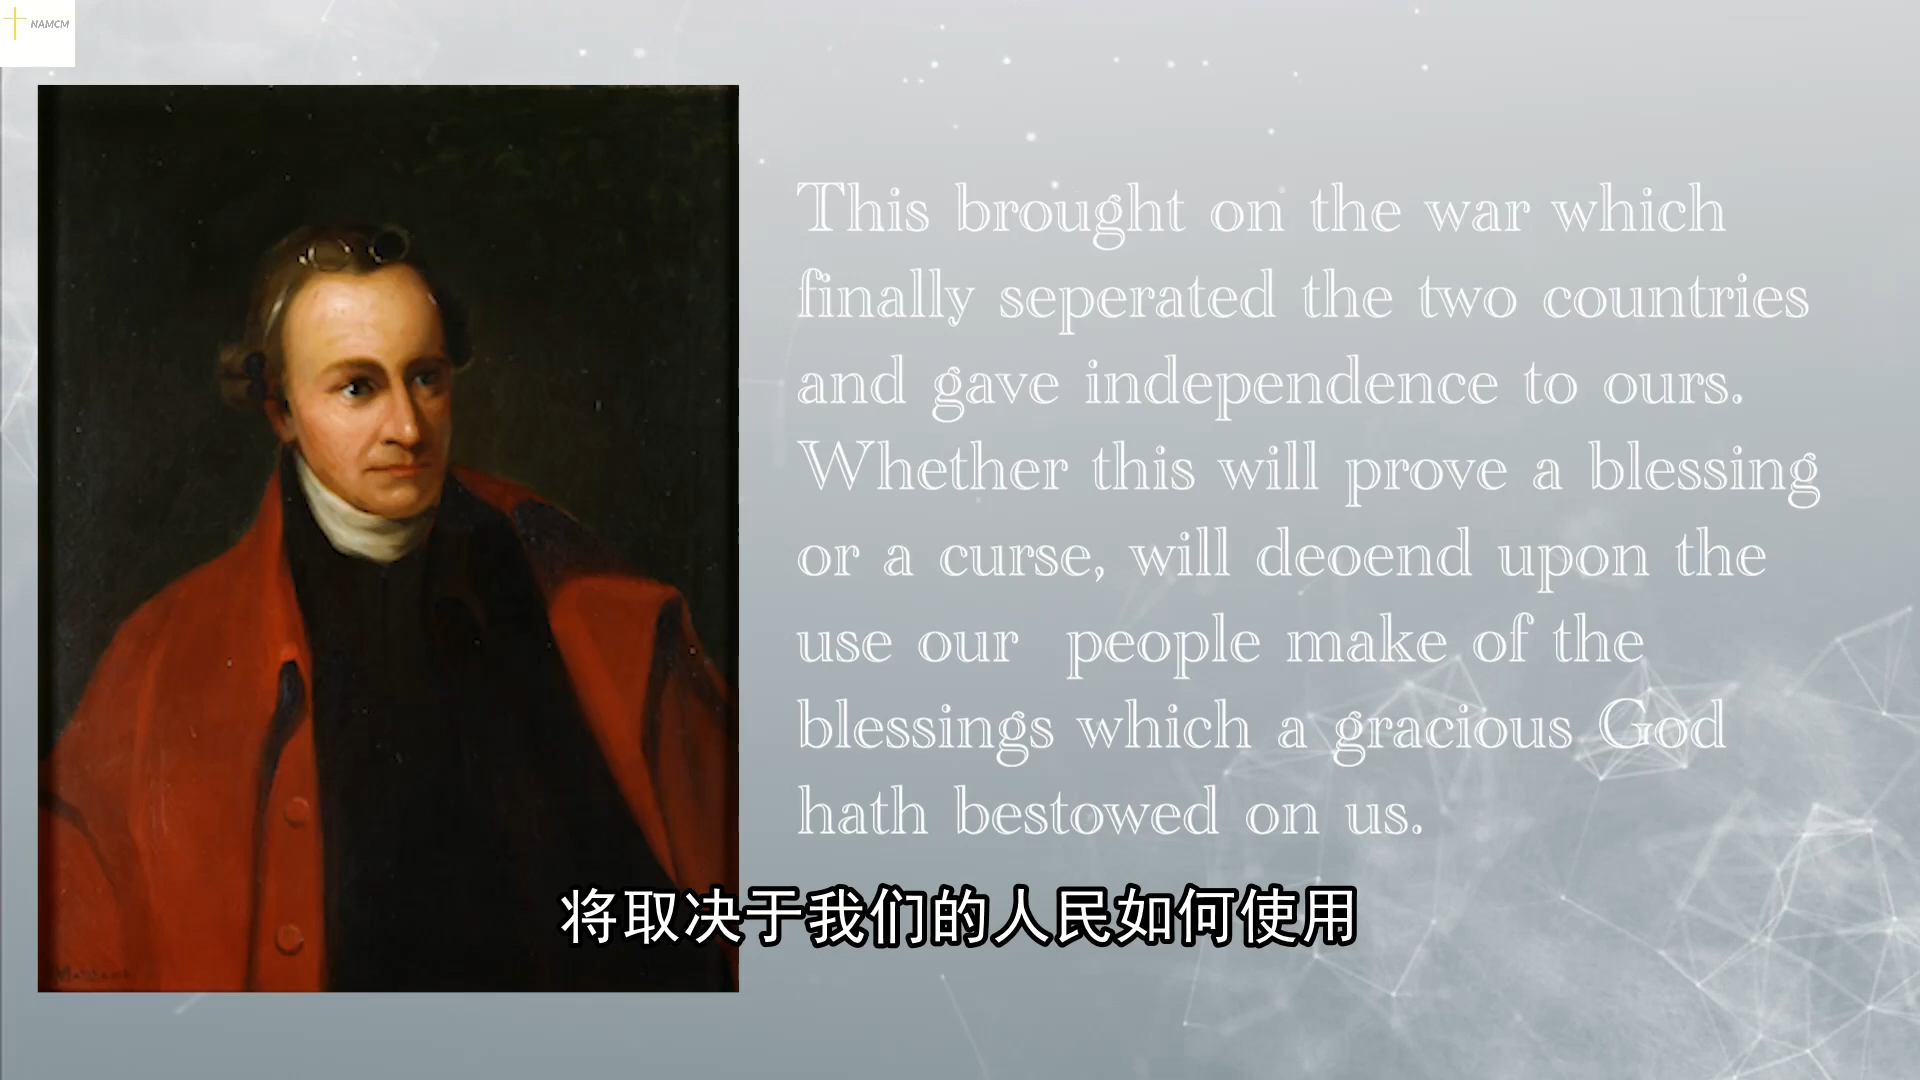 NAMCM
This brought on the war which
finally seperated the two countries
and gave independence to ours.
Whether this will prove a blessing
or a curse, will deoend upon the
use our people make of the
blessings which a gracious God
hath bestowed on us.
将取决于我们的人民如何使用